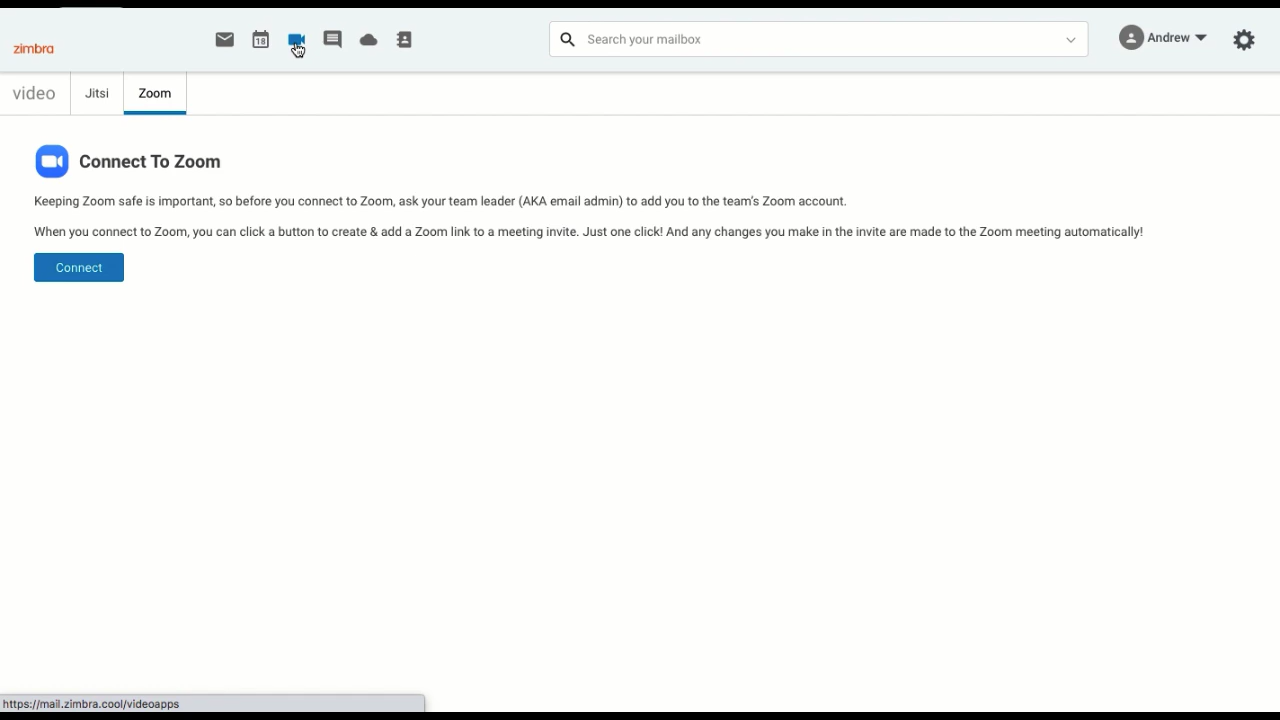 zimbra
18
Search your mailbox
Andrew
video
Jitsi
Zoom
Connect To Zoom
Keeping Zoom safe is important, so before you connect to Zoom, ask your team leader (AKA email admin) to add you to the team's Zoom account.
When you connect to Zoom, you can click a button to create & add a Zoom link to a meeting invite. Just one click! And any changes you make in the invite are made to the Zoom meeting automatically!
Connect
https://mail.zimbra.cool/videoapps